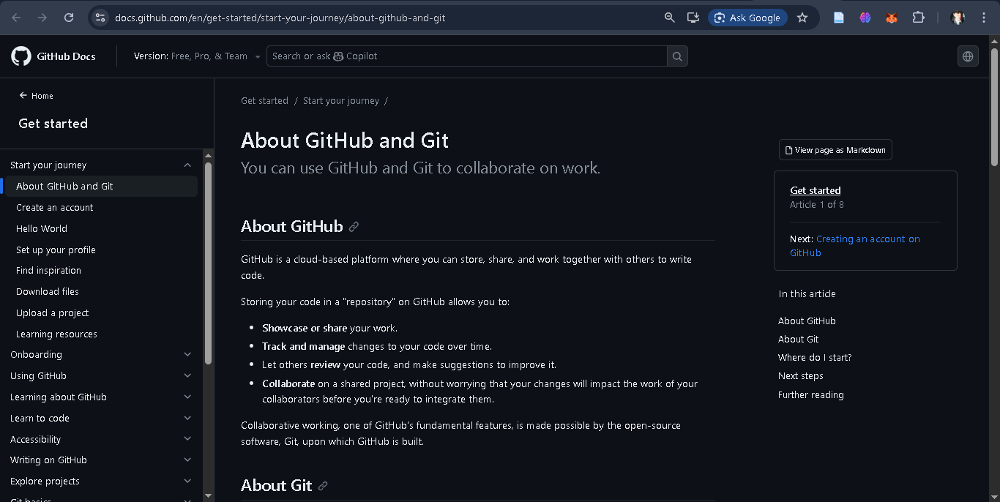 docs.github.com/en/get-started/start-your-journey/about-github-and-git
Ask Google
GitHub Docs
Version: Free, Pro, & Team
Search or ask Copilot
Home
Get started
Start your journey
About GitHub and Git
Create an account
Hello World
Set up your profile
Find inspiration
Download files
Upload a project
Learning resources
Onboarding
Using GitHub
Learning about GitHub
Learn to code
Accessibility
Writing on GitHub
Explore projects
Git basics
Get started / Start your journey /
About GitHub and Git
You can use GitHub and Git to collaborate on work.
About GitHub
GitHub is a cloud-based platform where you can store, share, and work together with others to write
code.
Storing your code in a "repository" on GitHub allows you to:
• Showcase or share your work.
• Track and manage changes to your code over time.
• Let others review your code, and make suggestions to improve it.
• Collaborate on a shared project, without worrying that your changes will impact the work of your
collaborators before you're ready to integrate them.
Collaborative working, one of GitHub's fundamental features, is made possible by the open-source
software, Git, upon which GitHub is built.
About Git
View page as Markdown
Get started
Article 1 of 8
Next: Creating an account on
GitHub
In this article
About GitHub
About Git
Where do I start?
Next steps
Further reading